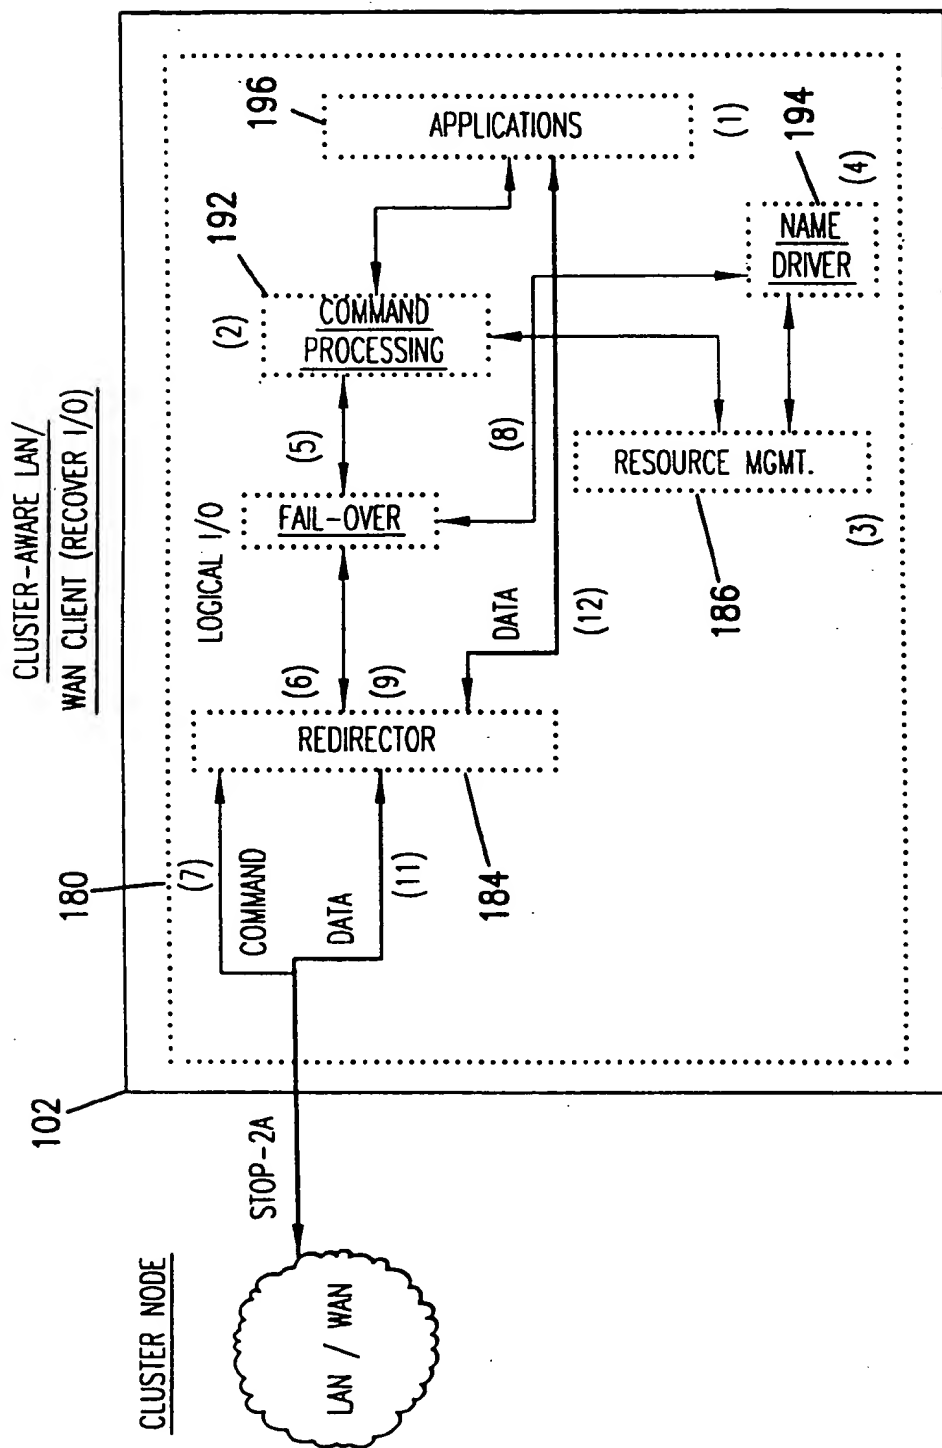 CLUSTER-AWARE LAN/
WAN CLIENT (RECOVER I/O)
CLUSTER NODE
LAN / WAN
STOP-2A
102
180
(7)
COMMAND
DATA
(11)
184
REDIRECTOR
(6)
(9)
LOGICAL I/O
FAIL-OVER
(5)
(2)
192
COMMAND
PROCESSING
196
APPLICATIONS
(1)
DATA
(12)
(8)
RESOURCE MGMT.
186
(3)
NAME
DRIVER
194
(4)